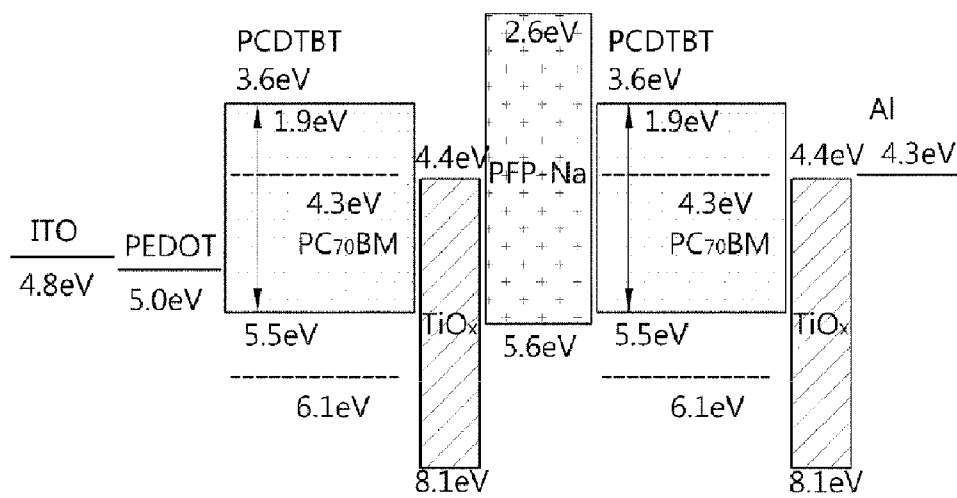 PCDTBT
3.6eV
1.9eV
4.3eV
PC70BM
ITO
4.8eV
PEDOT
5.0eV
5.5eV
6.1eV
4.4eV
TiOx
8.1eV
2.6eV
PFP-Na
5.6eV
PCDTBT
3.6eV
1.9eV
4.3eV
PC70BM
5.5eV
6.1eV
4.4eV
TiOx
8.1eV
Al
4.3eV